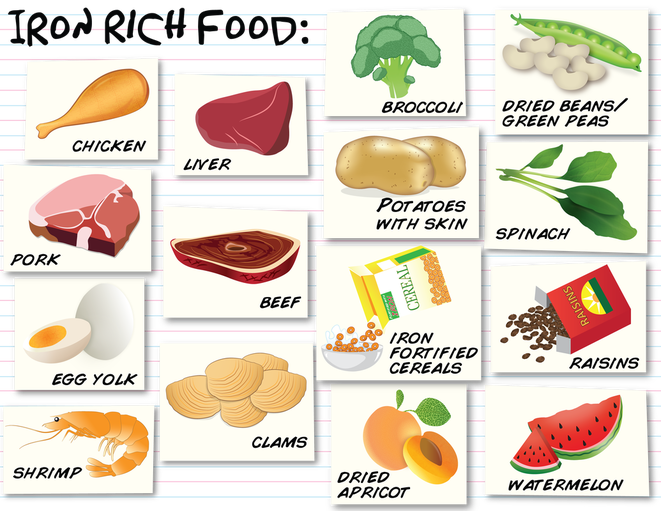 IRON RICH FOOD:
CHICKEN
LIVER
BROCCOLI
DRIED BEANS/
GREEN PEAS
PORK
BEEF
POTATOES
WITH SKIN
SPINACH
EGG YOLK
CLAMS
CEREAL
IRON
FORTIFIED
CEREALS
RAISINS
RAISINS
SHRIMP
DRIED
APRICOT
WATERMELON